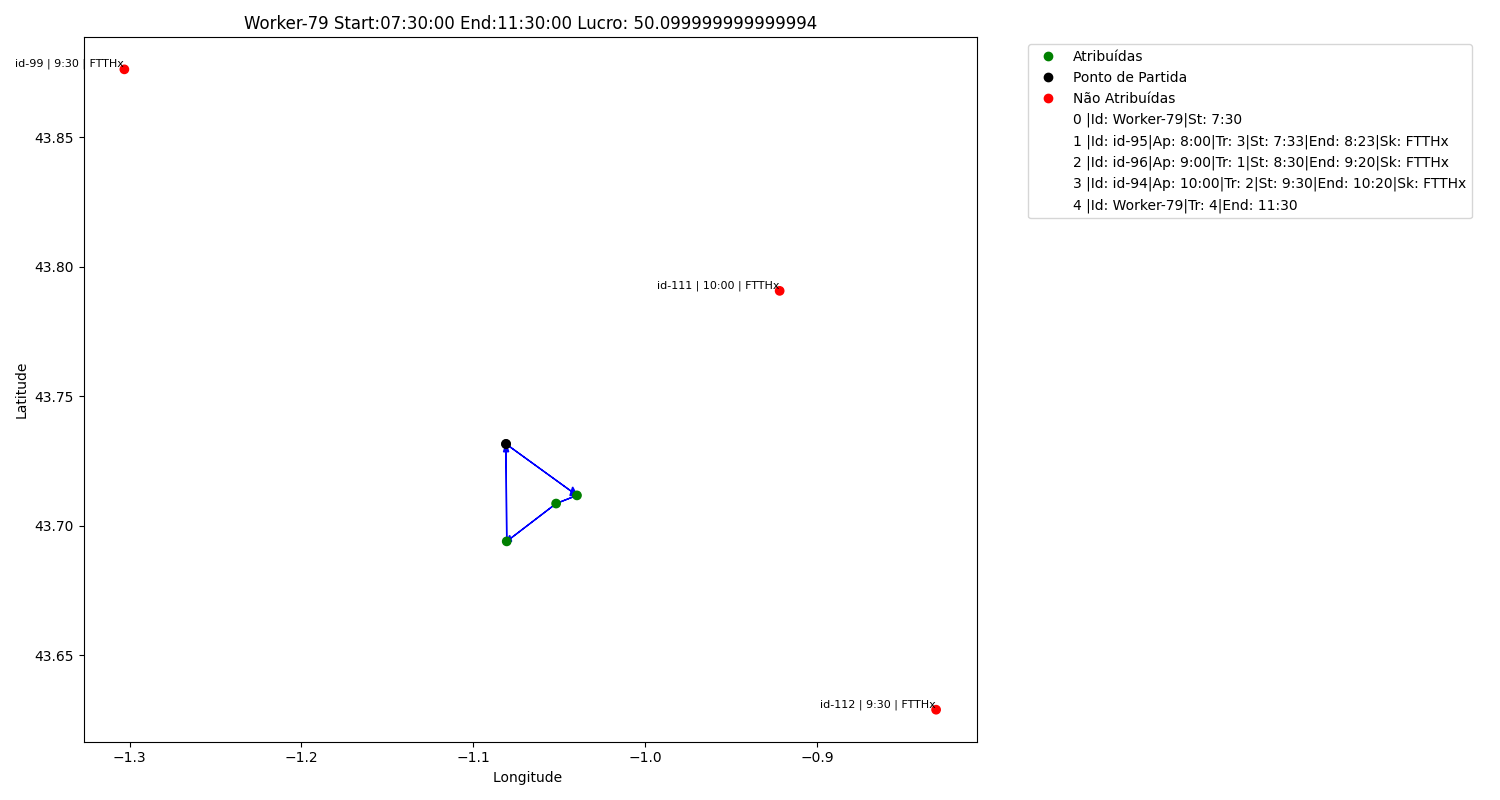 Worker-79 Start:07:30:00 End:11:30:00 Lucro: 50.099999999999994
id-99 | 9:30 | FTTHx
43.85
43.80
43.75
43.70
43.65
Latitude
id-111 | 10:00 | FTTHx
id-112 | 9:30 | FTTHx
−1.3
−1.2
−1.1
−1.0
−0.9
Longitude
Atribuídas
Ponto de Partida
Não Atribuídas
0 |Id: Worker-79|St: 7:30
1 |Id: id-95|Ap: 8:00|Tr: 3|St: 7:33|End: 8:23|Sk: FTTHx
2 |Id: id-96|Ap: 9:00|Tr: 1|St: 8:30|End: 9:20|Sk: FTTHx
3 |Id: id-94|Ap: 10:00|Tr: 2|St: 9:30|End: 10:20|Sk: FTTHx
4 |Id: Worker-79|Tr: 4|End: 11:30